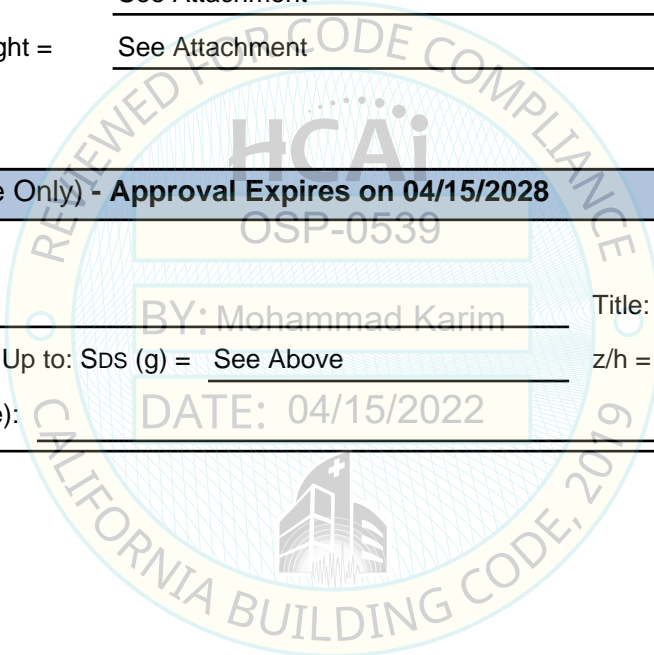 See Attachment
ght = See Attachment
e Only) - Approval Expires on 04/15/2028
Title:
Up to: SDS (g) = See Above z/h =
e):
REVIEWED FOR CODE COMPLIANCE
HCAi
OSP-0539
BY: Mohammad Karim
DATE: 04/15/2022
CALIFORNIA BUILDING CODE, 2019